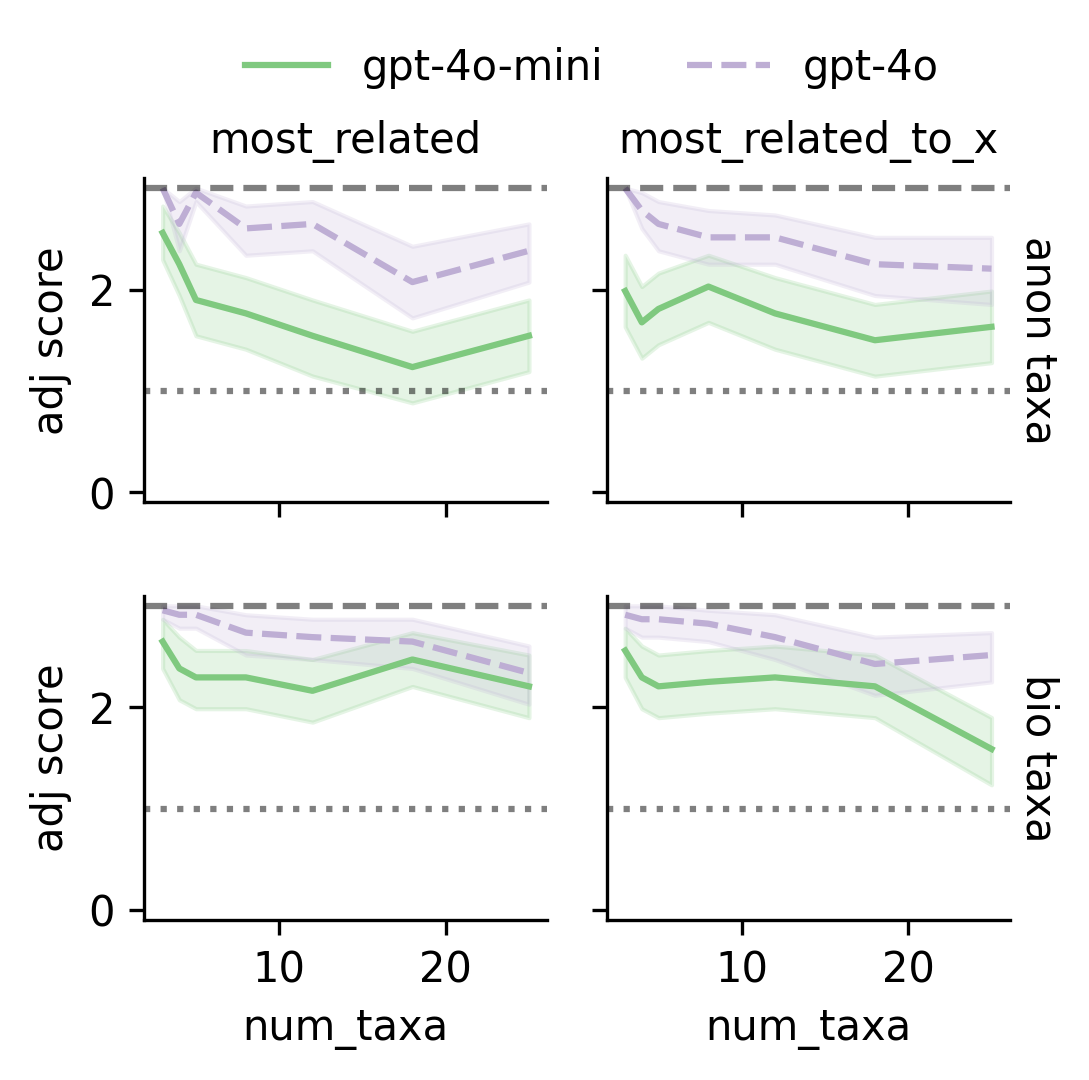 gpt-4o-mini gpt-4o
most_related most_related_to_x
adj score
2
0
anon taxa
adj score
2
0
bio taxa
10 20 10 20
num_taxa num_taxa